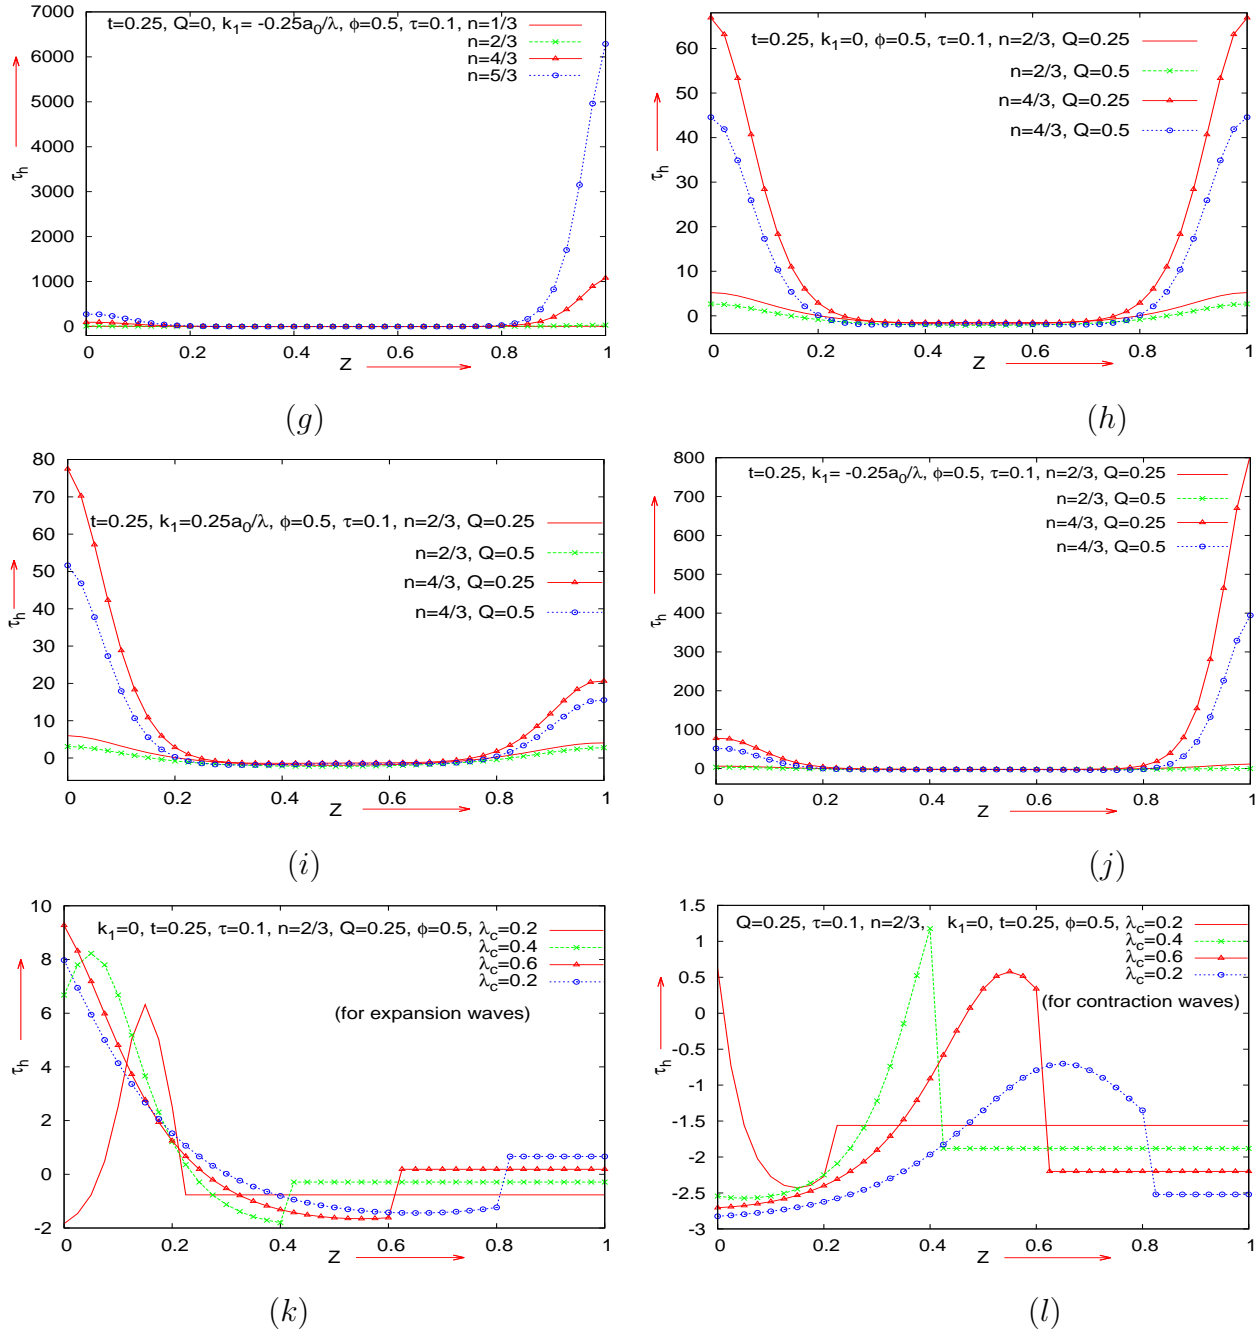 t=0.25, Q=0, k₁= -0.25a₀/λ, ϕ=0.5, τ=0.1, n=1/3
n=2/3
n=4/3
n=5/3
7000
6000
5000
4000
3000
2000
1000
0
τₕ
0 0.2 0.4 0.6 0.8 1
Z
(g)
t=0.25, k₁=0, ϕ=0.5, τ=0.1, n=2/3, Q=0.25
n=2/3, Q=0.5
n=4/3, Q=0.25
n=4/3, Q=0.5
60
50
40
30
20
10
0
τₕ
0 0.2 0.4 0.6 0.8 1
Z
(h)
t=0.25, k₁=0.25a₀/λ, ϕ=0.5, τ=0.1, n=2/3, Q=0.25
n=2/3, Q=0.5
n=4/3, Q=0.25
n=4/3, Q=0.5
80
70
60
50
40
30
20
10
0
τₕ
0 0.2 0.4 0.6 0.8 1
Z
(i)
t=0.25, k₁= -0.25a₀/λ, ϕ=0.5, τ=0.1, n=2/3, Q=0.25
n=2/3, Q=0.5
n=4/3, Q=0.25
n=4/3, Q=0.5
800
700
600
500
400
300
200
100
0
τₕ
0 0.2 0.4 0.6 0.8 1
Z
(j)
k₁=0, t=0.25, τ=0.1, n=2/3, Q=0.25, ϕ=0.5, λ_c=0.2
λ_c=0.4
λ_c=0.6
λ_c=0.2
(for expansion waves)
10
8
6
4
2
0
-2
τₕ
0 0.2 0.4 0.6 0.8 1
Z
(k)
Q=0.25, τ=0.1, n=2/3, k₁=0, t=0.25, ϕ=0.5, λ_c=0.2
λ_c=0.4
λ_c=0.6
λ_c=0.2
(for contraction waves)
1.5
1
0.5
0
-0.5
-1
-1.5
-2
-2.5
-3
τₕ
0 0.2 0.4 0.6 0.8 1
Z
(l)